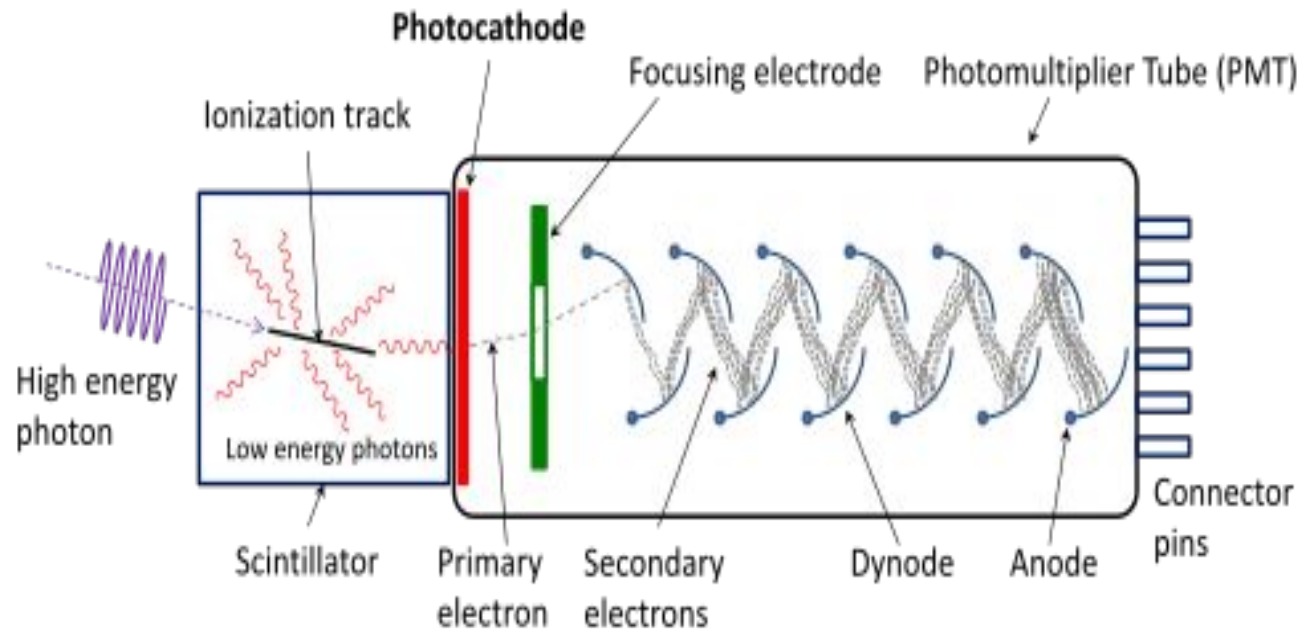 Photocathode
Focusing electrode
Photomultiplier Tube (PMT)
Ionization track
High energy
photon
Low energy photons
Scintillator
Primary
electron
Secondary
electrons
Dynode
Anode
Connector
pins